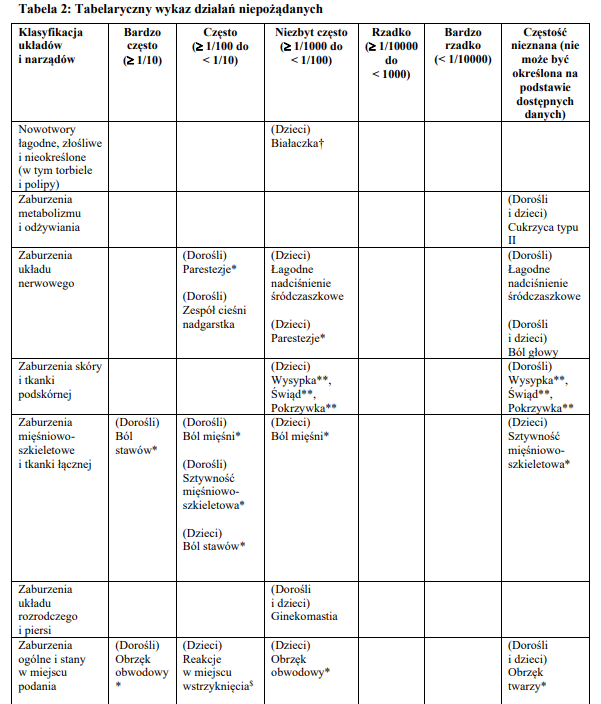 Tabela 2: Tabelaryczny wykaz działań niepożądanych
Klasyfikacja
układów
i narządów
Bardzo
często
(≥ 1/10)
Często
(≥ 1/100 do
< 1/10)
Niezbyt często
(≥ 1/1000 do
< 1/100)
Rzadko
(≥ 1/10000
do
< 1000)
Bardzo
rzadko
(< 1/10000)
Częstość
nieznana (nie
może być
określona na
podstawie
dostępnych
danych)
Nowotwory
łagodne, złośliwe
i nieokreślone
(w tym torbiele
i polipy)
(Dzieci)
Białaczka†
Zaburzenia
metabolizmu
i odżywiania
(Dorośli
i dzieci)
Cukrzyca typu
II
Zaburzenia
układu
nerwowego
(Dorośli)
Parestezje*
(Dorośli)
Zespół cieśni
nadgarstka
(Dzieci)
Łagodne
nadciśnienie
śródczaszkowe
(Dzieci)
Parestezje*
(Dorośli)
Łagodne
nadciśnienie
śródczaszkowe
(Dorośli
i dzieci)
Ból głowy
Zaburzenia skóry
i tkanki
podskórnej
(Dzieci)
Wysypka**,
Świąd**,
Pokrzywka**
(Dorośli)
Wysypka**,
Świąd**,
Pokrzywka**
Zaburzenia
mięśniowo-
szkieletowe
i tkanki łącznej
(Dorośli)
Ból
stawów*
(Dorośli)
Ból mięśni*
(Dorośli)
Sztywność
mięśniowo-
szkieletowa*
(Dzieci)
Ból stawów*
(Dzieci)
Ból mięśni*
(Dzieci)
Sztywność
mięśniowo-
szkieletowa*
Zaburzenia
układu
rozrodczego
i piersi
(Dorośli
i dzieci)
Ginekomastia
Zaburzenia
ogólne i stany
w miejscu
podania
(Dorośli)
Obrzęk
obwodowy
*
(Dzieci)
Reakcje
w miejscu
wstrzyknięcia$
(Dzieci)
Obrzęk
obwodowy*
(Dorośli
i dzieci)
Obrzęk
twarzy*